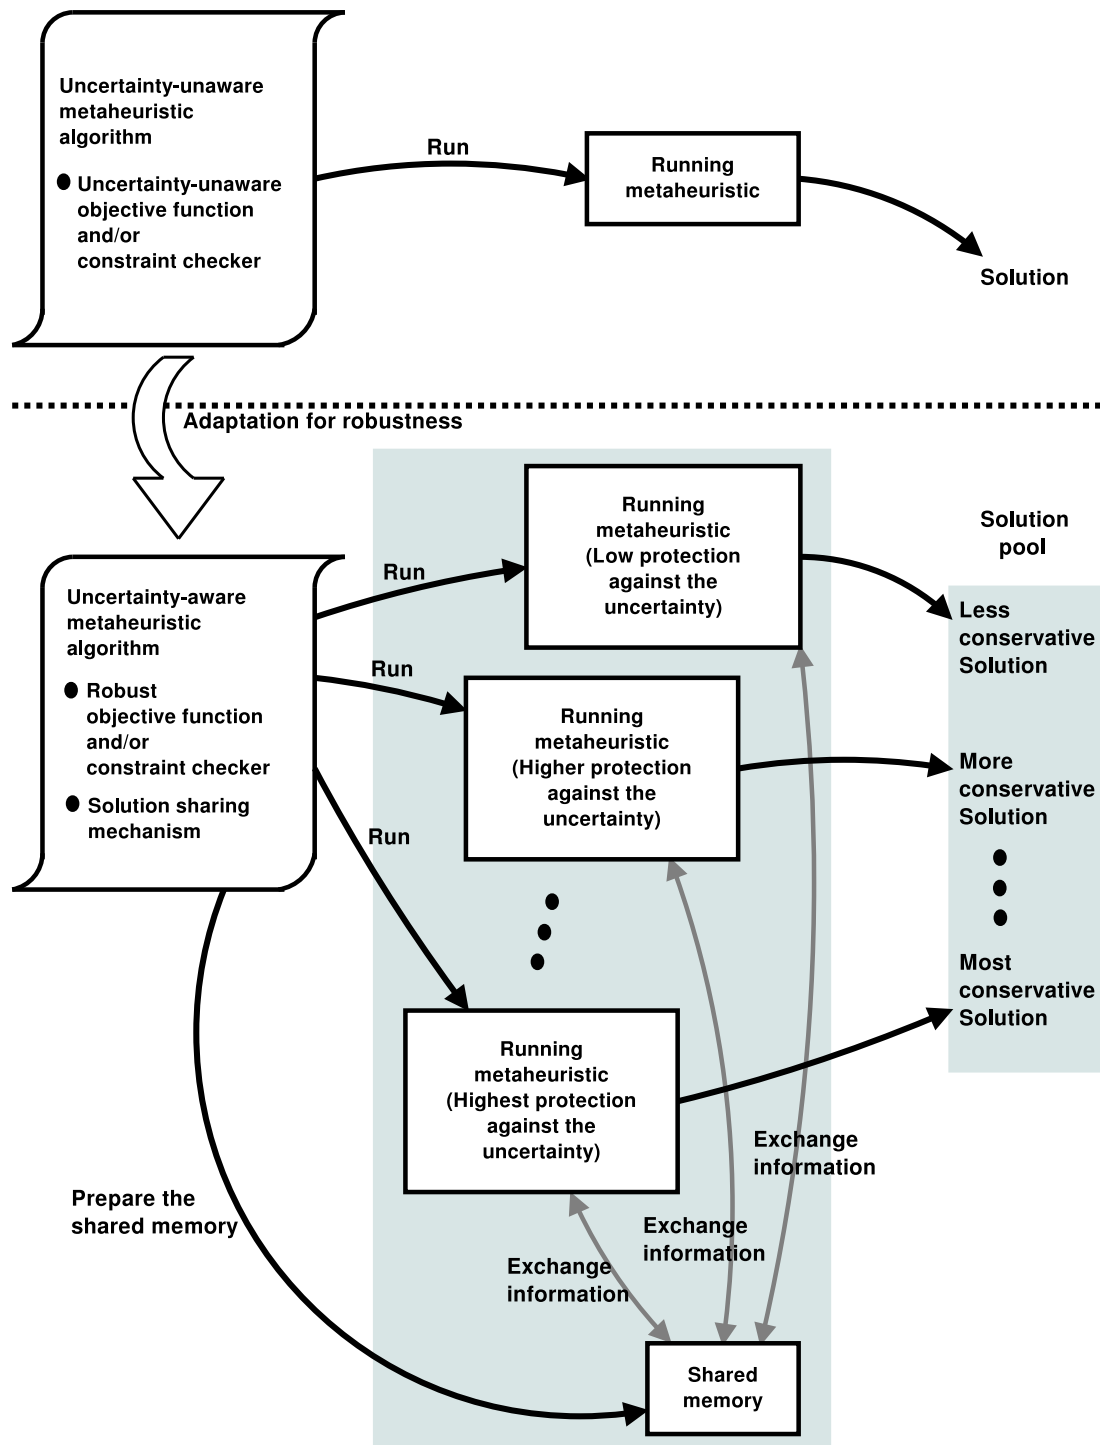 Uncertainty-unaware
metaheuristic
algorithm
Uncertainty-unaware
objective function
and/or
constraint checker
Run
Running
metaheuristic
Solution
Adaptation for robustness
Uncertainty-aware
metaheuristic
algorithm
Robust
objective function
and/or
constraint checker
Solution sharing
mechanism
Run
Run
Run
Running
metaheuristic
(Low protection
against the
uncertainty)
Running
metaheuristic
(Higher protection
against the
uncertainty)
Running
metaheuristic
(Highest protection
against the
uncertainty)
Solution
pool
Less
conservative
Solution
More
conservative
Solution
Most
conservative
Solution
Exchange
information
Exchange
information
Exchange
information
Prepare the
shared memory
Shared
memory